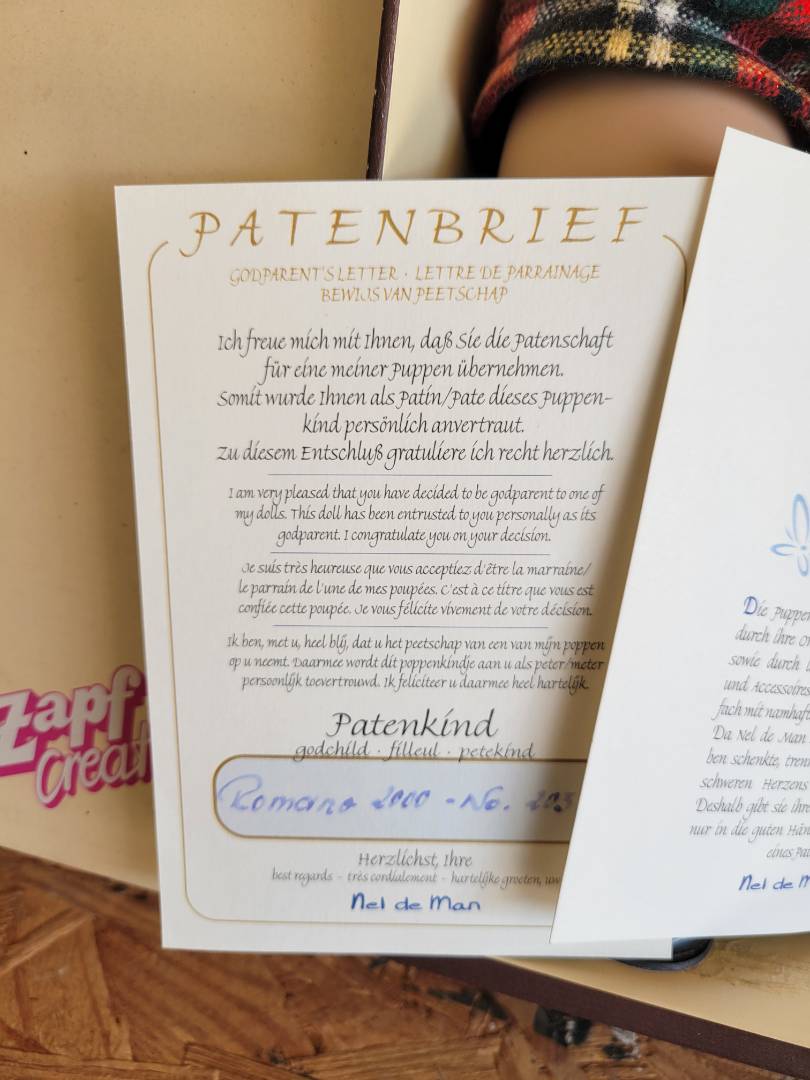 PATENBRIEF
GODPARENT'S LETTER · LETTRE DE PARRAINAGE
BEWIJS VAN PEETSCHAP
Ich freue mich mit Ihnen, daß Sie die Patenschaft
für eine meiner Puppen übernehmen.
Somit wurde Ihnen als Patin/Pate dieses Puppen-
kind persönlich anvertraut.
Zu diesem Entschluß gratuliere ich recht herzlich.
I am very pleased that you have decided to be godparent to one of
my dolls. This doll has been entrusted to you personally as its
godparent. I congratulate you on your decision.
Je suis très heureuse que vous acceptiez d'être la marraine/
le parrain de l'une de mes poupées. C'est à ce titre que vous est
confiée cette poupée. Je vous félicite vivement de votre décision.
Ik ben, met u, heel blij, dat u het peetschap van een van mijn poppen
op u neemt. Daarmee wordt dit poppenkindje aan u als peter/meter
persoonlijk toevertrouwd. Ik feliciteer u daarmee heel hartelijk.
Patenkind
godchild · filleul · petekind
Romano 2000 - No. 203
Herzlichst, Ihre
best regards – très cordialement – hartelijke groeten, uw
Nel de Man
Zapf
Creat
Die Puppen
durch ihre
sowie durch
und Accessoires
fach mit namhaft
Da Nel de Man
ben schenkte, tren
schweren Herzens
Deshalb gibt sie ihre
nur in die guten Hän
eines Pa
Nel de M